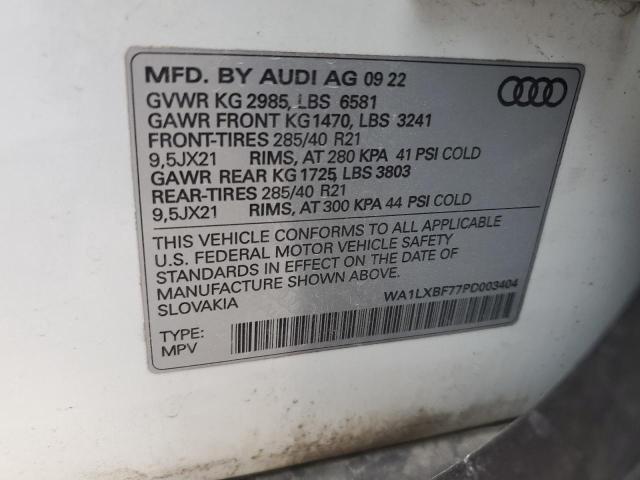 MFD. BY AUDI AG 09 22
GVWR KG 2985, LBS 6581
GAWR FRONT KG1470, LBS 3241
FRONT-TIRES 285/40 R21
9,5JX21 RIMS, AT 280 KPA 41 PSI COLD
GAWR REAR KG 1725, LBS 3803
REAR-TIRES 285/40 R21
9,5JX21 RIMS, AT 300 KPA 44 PSI COLD
THIS VEHICLE CONFORMS TO ALL APPLICABLE
U.S. FEDERAL MOTOR VEHICLE SAFETY
STANDARDS IN EFFECT ON THE DATE OF
MANUFACTURE SHOWN ABOVE.
SLOVAKIA
WA1LXBF77PD003404
TYPE:
MPV